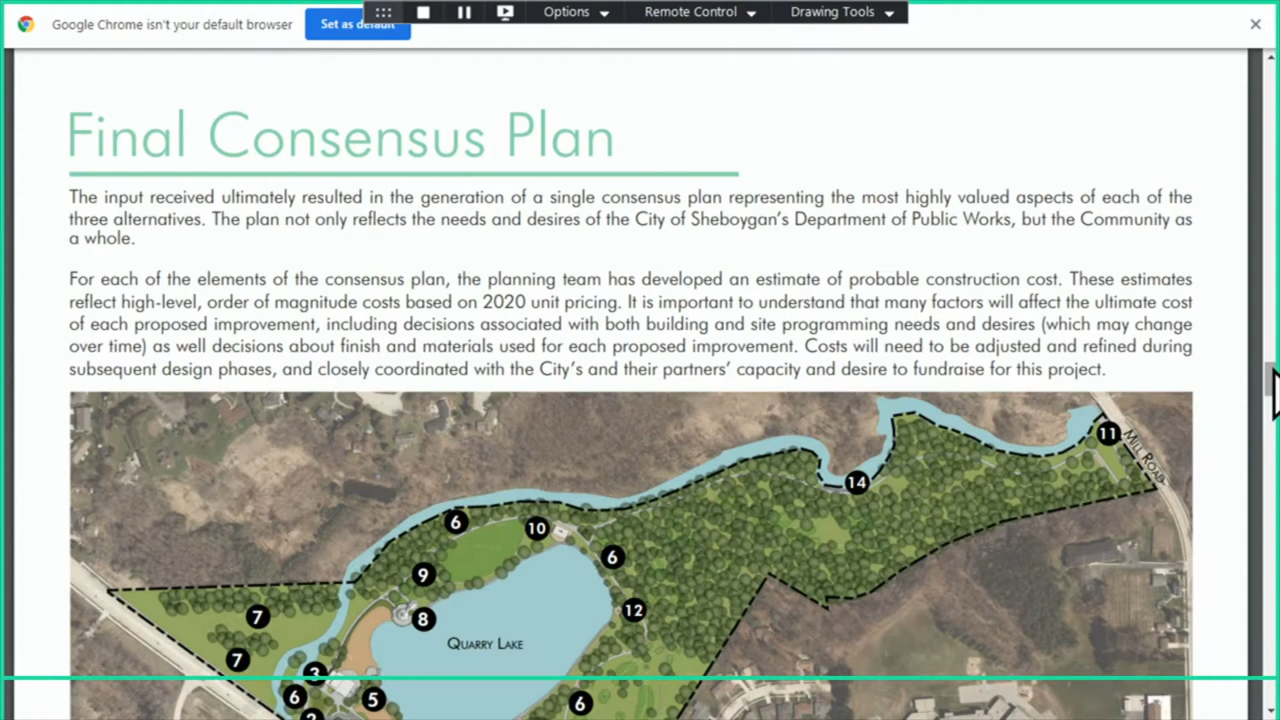 Google Chrome isn't your default browser
Set as default
Options
Remote Control
Drawing Tools
Final Consensus Plan
The input received ultimately resulted in the generation of a single consensus plan representing the most highly valued aspects of each of the
three alternatives. The plan not only reflects the needs and desires of the City of Sheboygan's Department of Public Works, but the Community as
a whole.
For each of the elements of the consensus plan, the planning team has developed an estimate of probable construction cost. These estimates
reflect high-level, order of magnitude costs based on 2020 unit pricing. It is important to understand that many factors will affect the ultimate cost
of each proposed improvement, including decisions associated with both building and site programming needs and desires (which may change
over time) as well decisions about finish and materials used for each proposed improvement. Costs will need to be adjusted and refined during
subsequent design phases, and closely coordinated with the City's and their partners' capacity and desire to fundraise for this project.
11
Mill Road
14
6
10
6
9
12
7
8
Quarry Lake
7
3
6
5
6
2